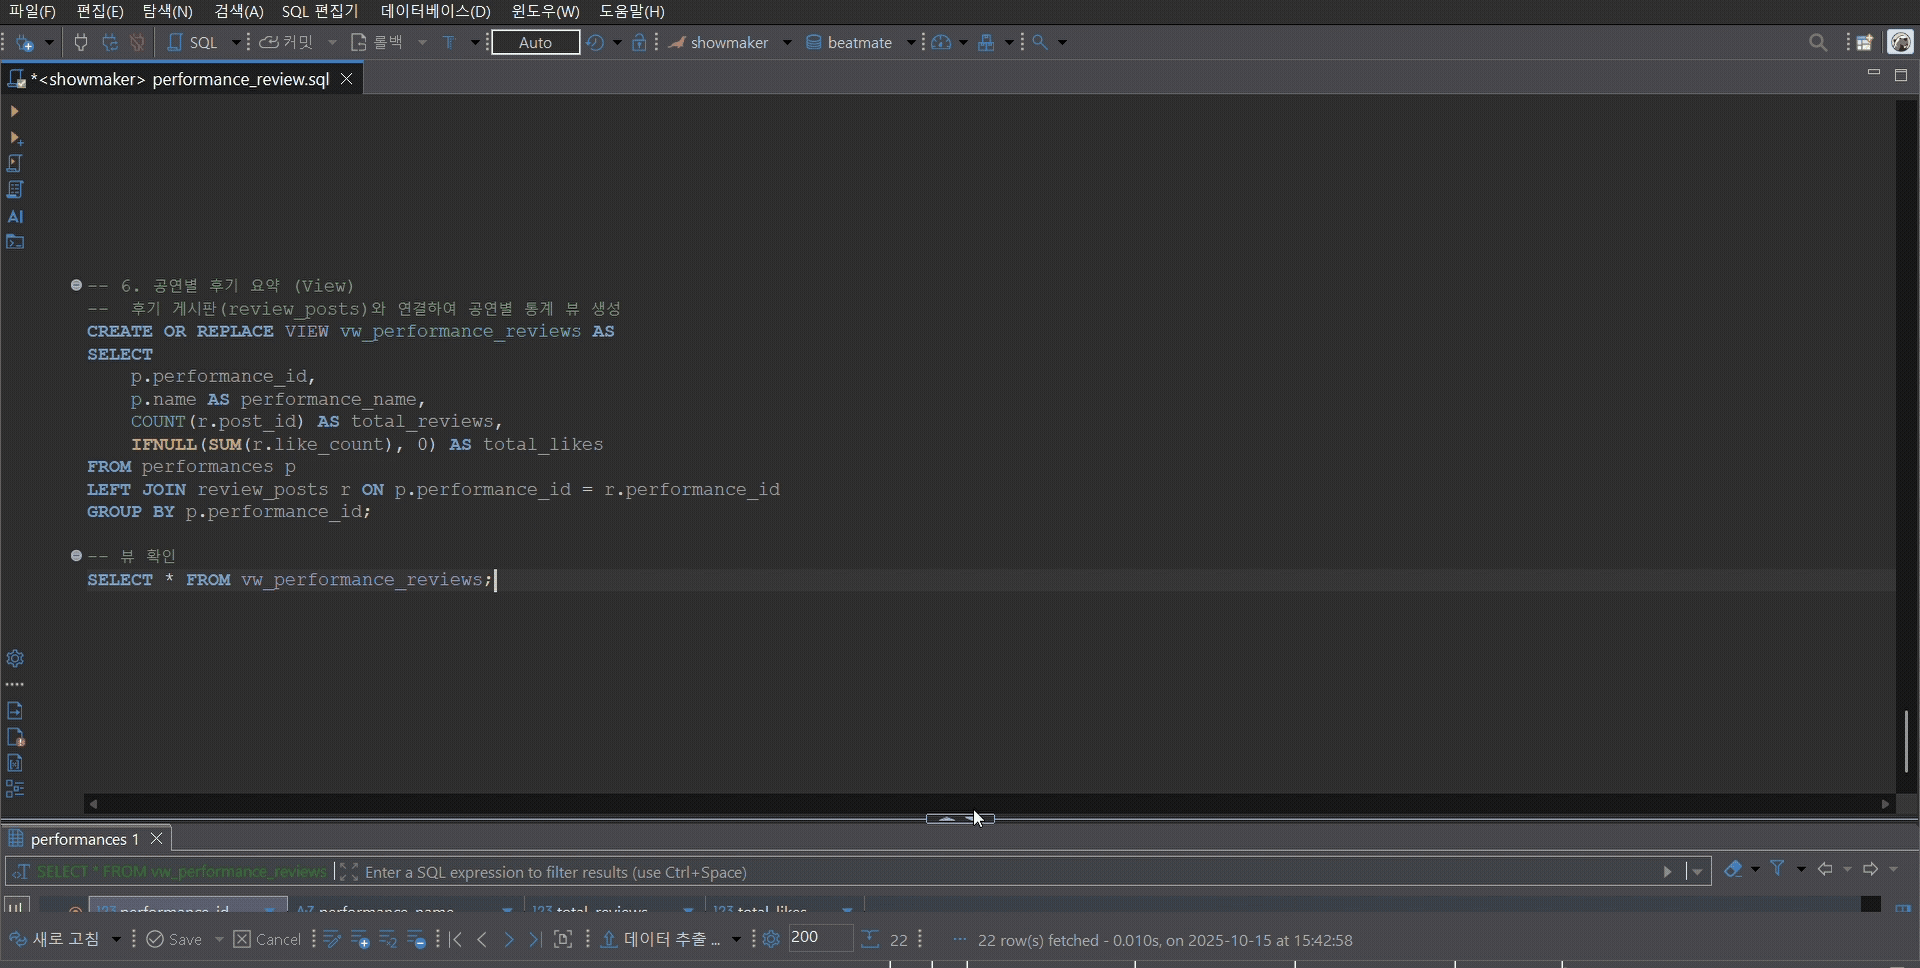 파일(F) 편집(E) 탐색(N) 검색(A) SQL 편집기 데이터베이스(D) 윈도우(W) 도움말(H)
SQL 커밋 롤백 T Auto showmaker beatmate
*<showmaker> performance_review.sql
AI
-- 6. 공연별 후기 요약 (View)
-- 후기 게시판(review_posts)와 연결하여 공연별 통계 뷰 생성
CREATE OR REPLACE VIEW vw_performance_reviews AS
SELECT
p.performance_id,
p.name AS performance_name,
COUNT(r.post_id) AS total_reviews,
IFNULL(SUM(r.like_count), 0) AS total_likes
FROM performances p
LEFT JOIN review_posts r ON p.performance_id = r.performance_id
GROUP BY p.performance_id;
-- 뷰 확인
SELECT * FROM vw_performance_reviews;
performances 1
SELECT * FROM vw_performance_reviews Enter a SQL expression to filter results (use Ctrl+Space)
123 performance_id A-Z performance_name 123 total_reviews 123 total_likes
새로 고침 Save Cancel 데이터 추출 ... 200 22 ... 22 row(s) fetched - 0.010s, on 2025-10-15 at 15:42:58